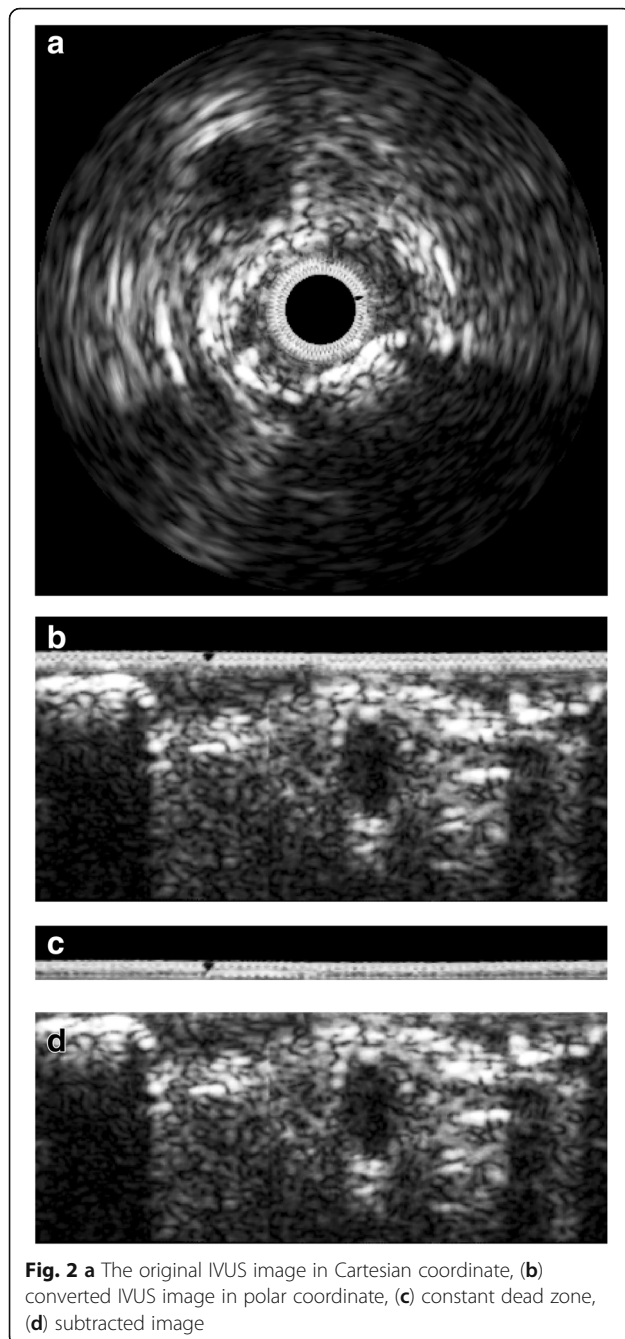 a
b
c
d
Fig. 2 a The original IVUS image in Cartesian coordinate, (b)
converted IVUS image in polar coordinate, (c) constant dead zone,
(d) subtracted image